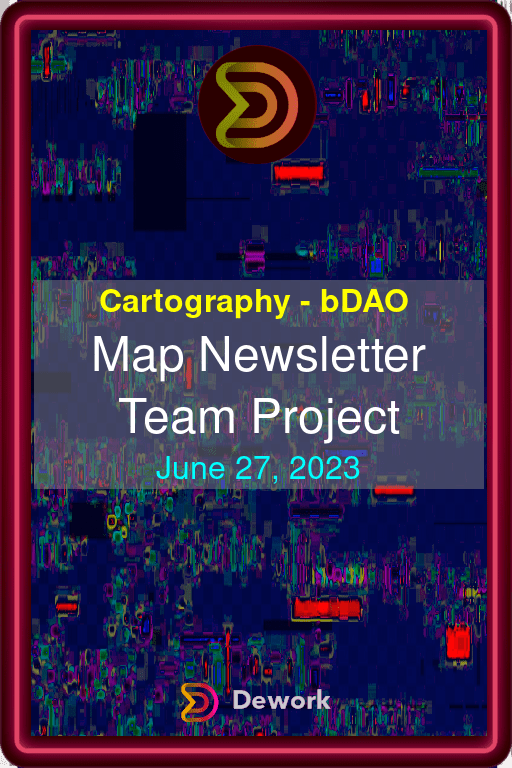 Cartography - bDAO
Map Newsletter
Team Project
June 27, 2023
Dework